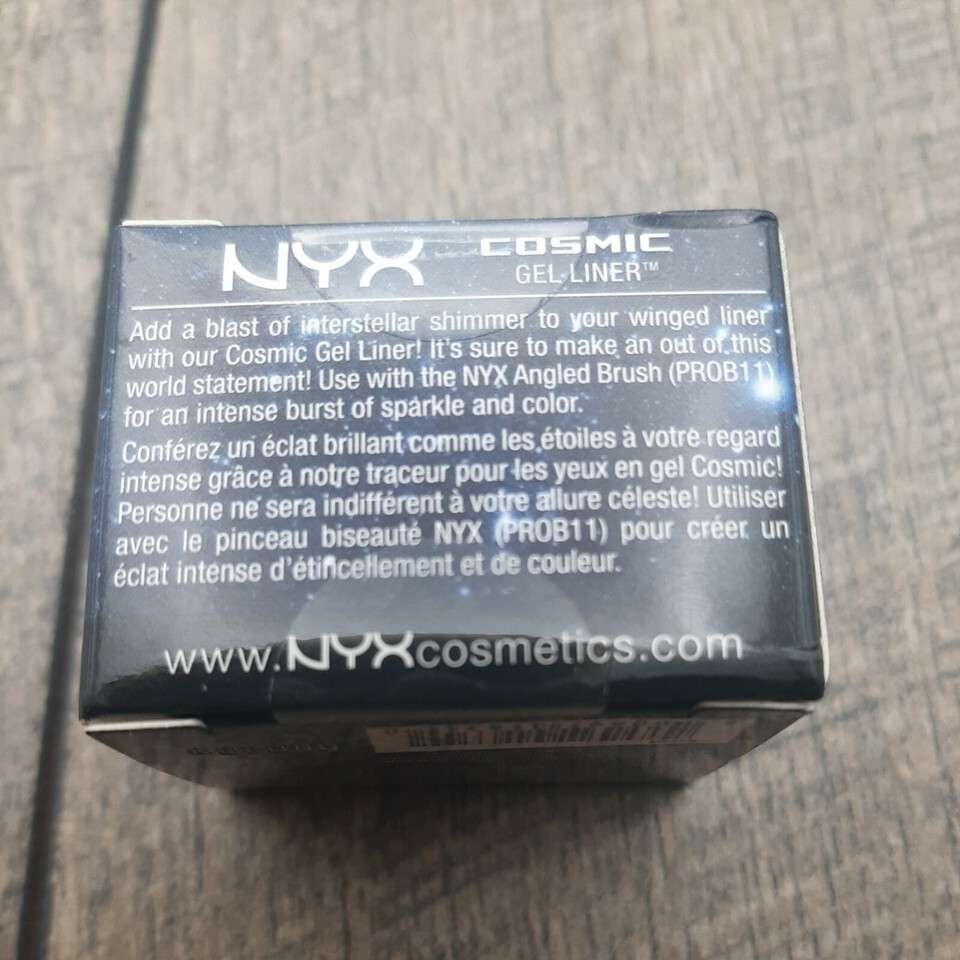 NYX COSMIC
GEL LINER™
Add a blast of interstellar shimmer to your winged liner
with our Cosmic Gel Liner! It's sure to make an out of this
world statement! Use with the NYX Angled Brush (PROB11)
for an intense burst of sparkle and color.
Conférez un éclat brillant comme les étoiles à votre regard
intense grâce à notre traceur pour les yeux en gel Cosmic!
Personne ne sera indifférent à votre allure céleste! Utiliser
avec le pinceau biseauté NYX (PROB11) pour créer un
éclat intense d'étincellement et de couleur.
www.NYXcosmetics.com